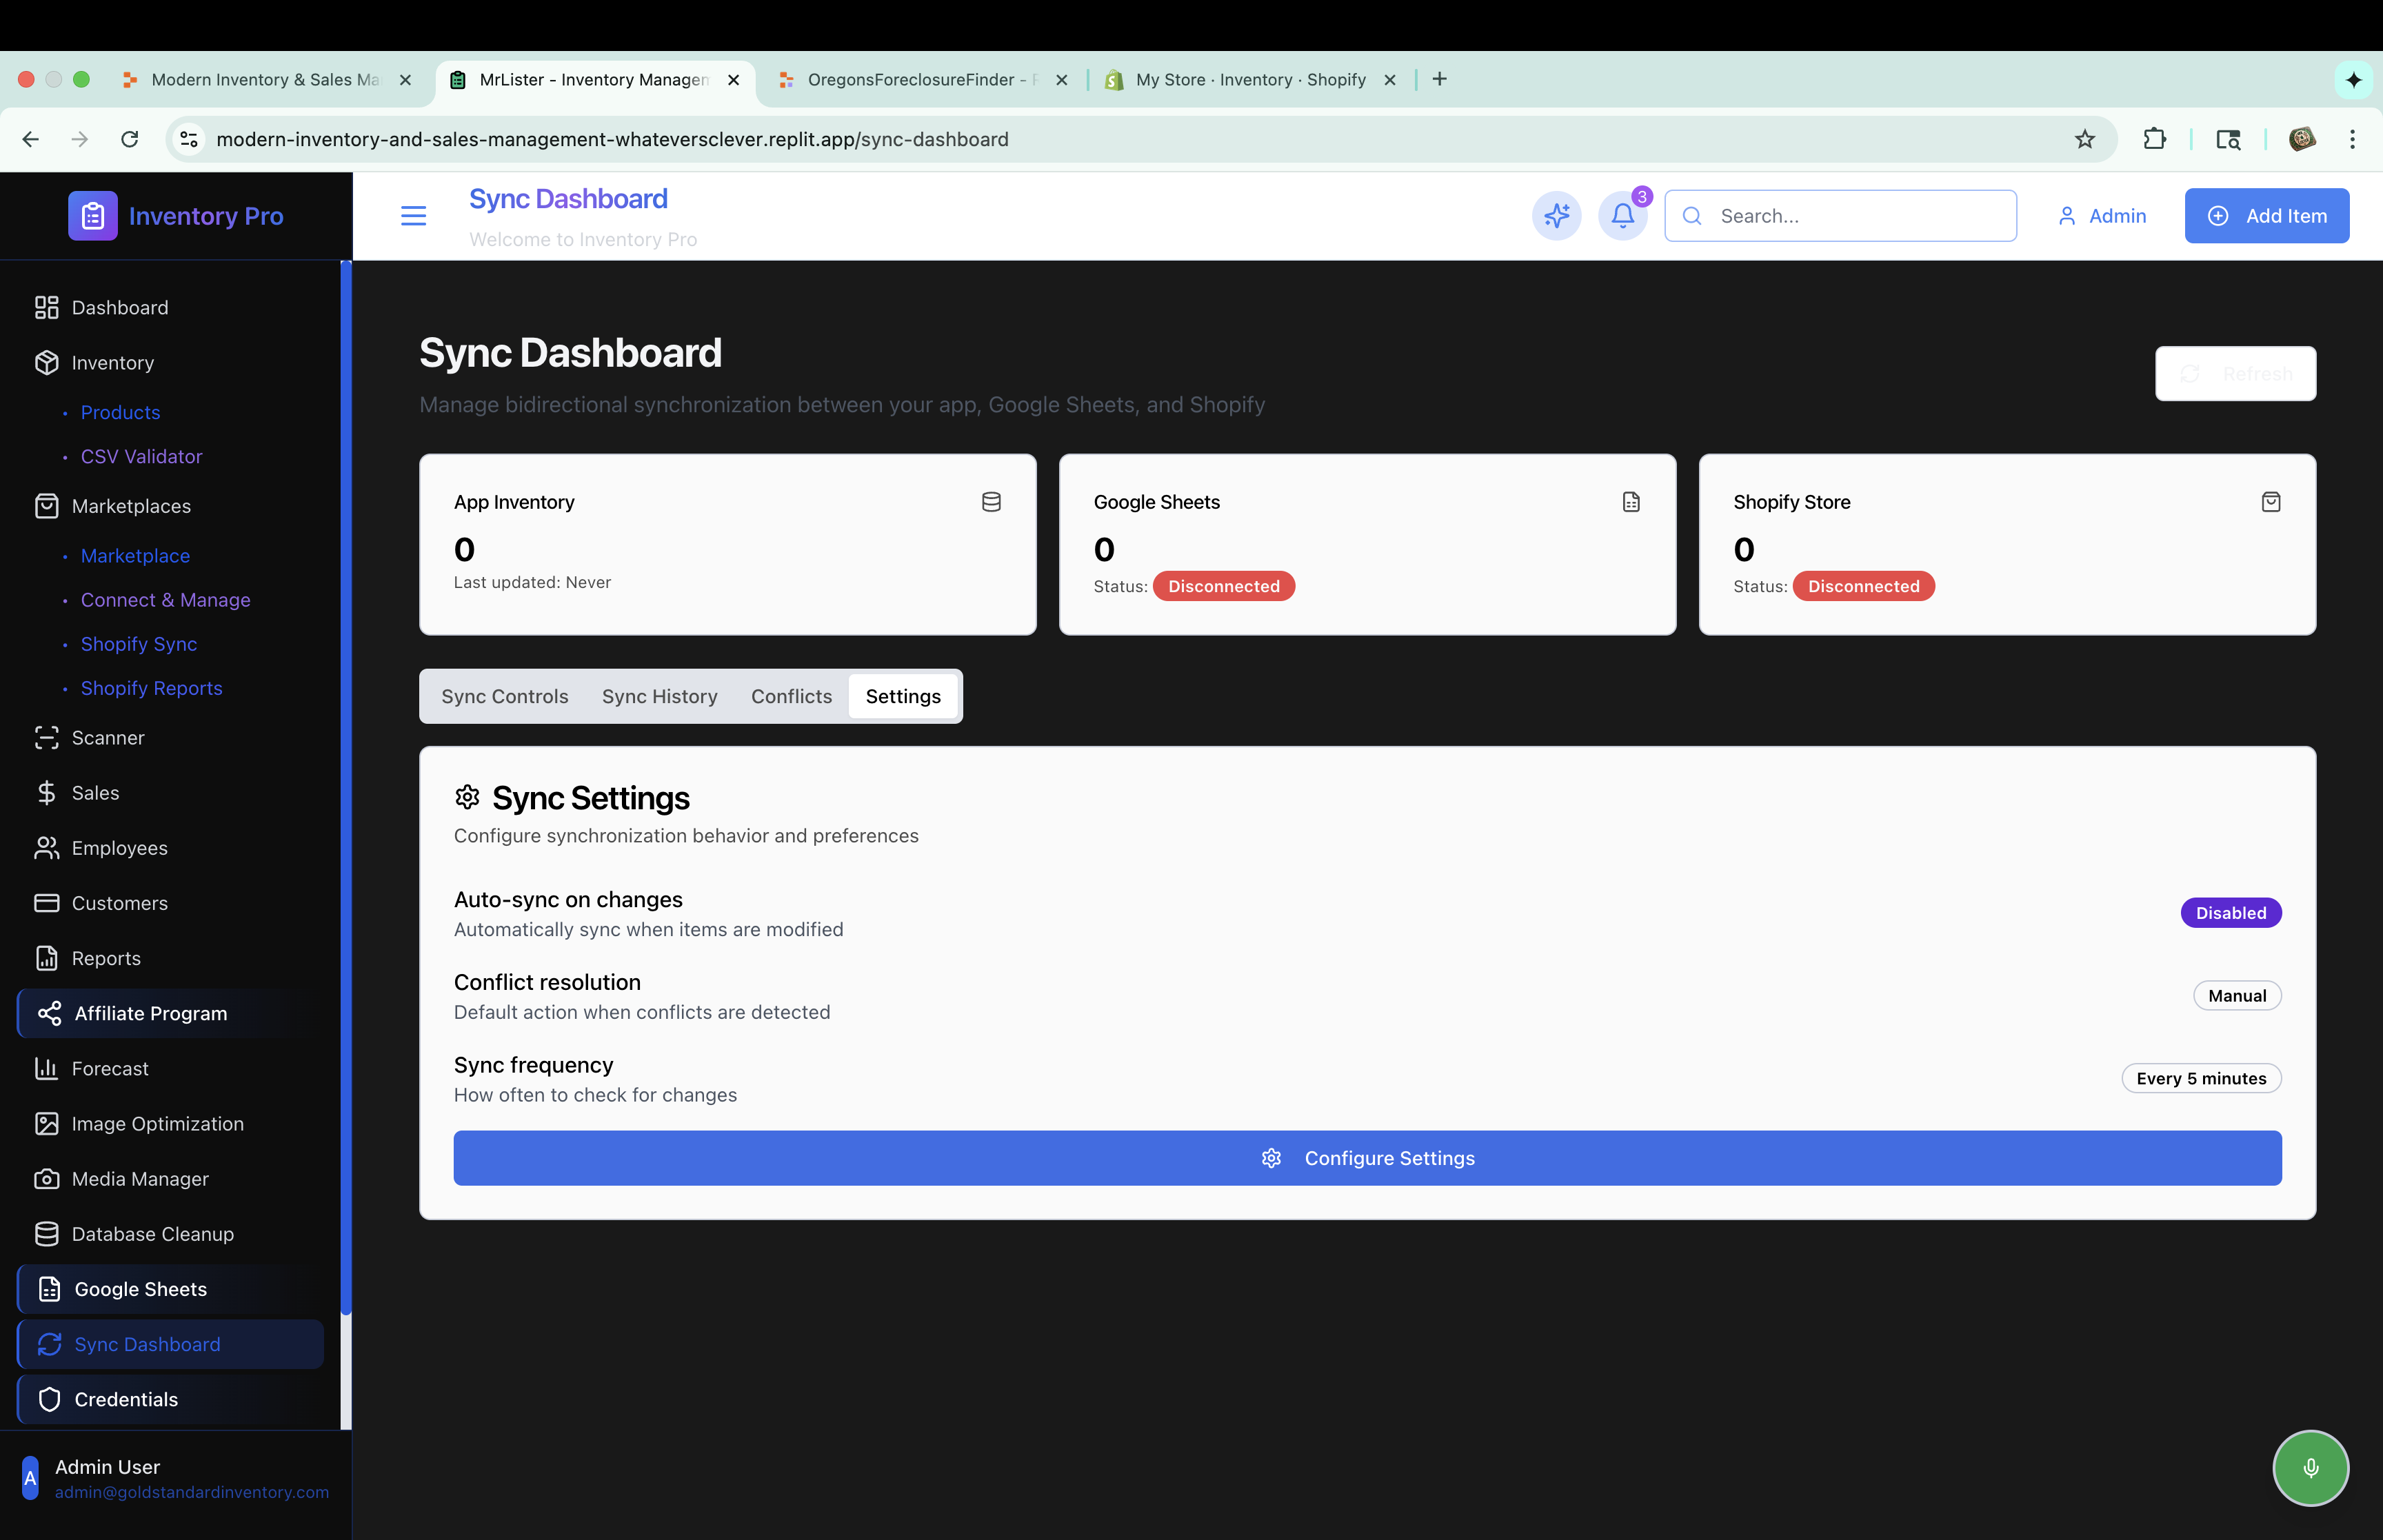 Modern Inventory & Sales Ma
MrLister - Inventory Managem
OregonsForeclosureFinder - R
My Store · Inventory · Shopify
modern-inventory-and-sales-management-whateversclever.replit.app/sync-dashboard
Inventory Pro
Sync Dashboard
Welcome to Inventory Pro
3
Search...
Admin
Add Item
Dashboard
Inventory
• Products
• CSV Validator
Marketplaces
• Marketplace
• Connect & Manage
• Shopify Sync
• Shopify Reports
Scanner
Sales
Employees
Customers
Reports
Affiliate Program
Forecast
Image Optimization
Media Manager
Database Cleanup
Google Sheets
Sync Dashboard
Credentials
A
Admin User
admin@goldstandardinventory.com
Sync Dashboard
Manage bidirectional synchronization between your app, Google Sheets, and Shopify
Refresh
App Inventory
0
Last updated: Never
Google Sheets
0
Status: Disconnected
Shopify Store
0
Status: Disconnected
Sync Controls
Sync History
Conflicts
Settings
Sync Settings
Configure synchronization behavior and preferences
Auto-sync on changes
Automatically sync when items are modified
Disabled
Conflict resolution
Default action when conflicts are detected
Manual
Sync frequency
How often to check for changes
Every 5 minutes
Configure Settings